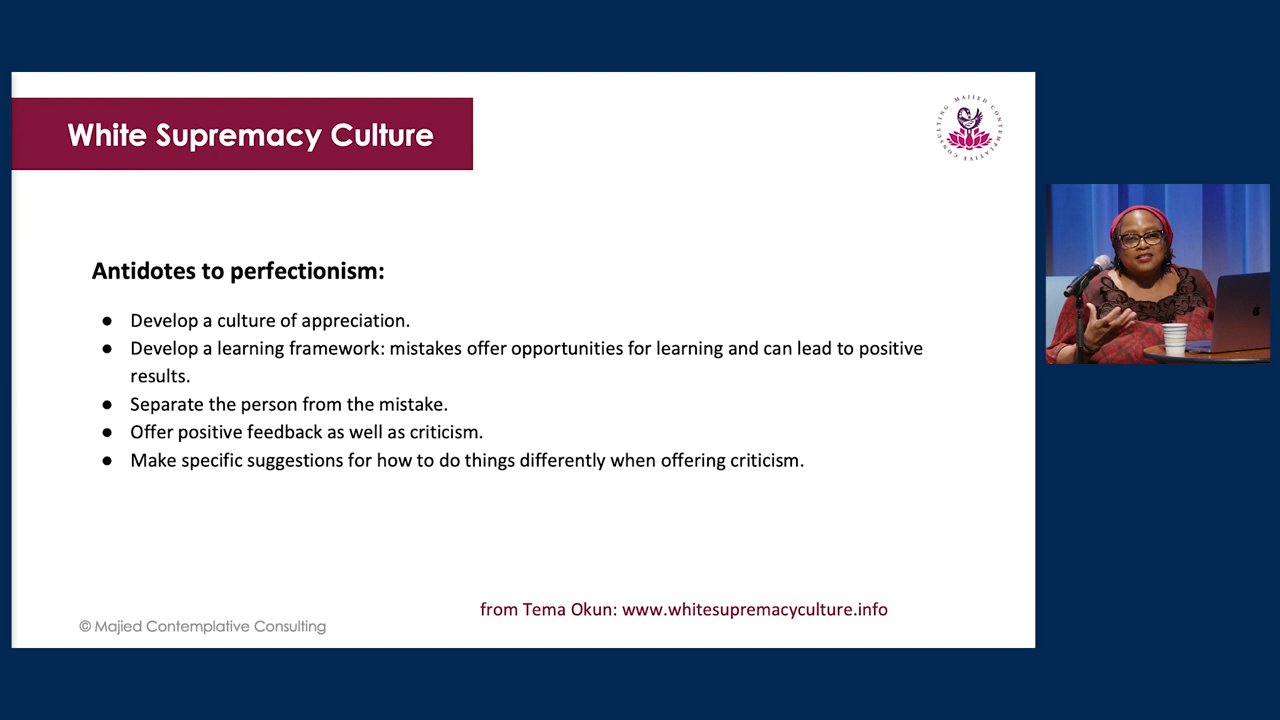 White Supremacy Culture
MAJIED CONTEMPLATIVE CONSULTING
Antidotes to perfectionism:
● Develop a culture of appreciation.
● Develop a learning framework: mistakes offer opportunities for learning and can lead to positive
results.
● Separate the person from the mistake.
● Offer positive feedback as well as criticism.
● Make specific suggestions for how to do things differently when offering criticism.
from Tema Okun: www.whitesupremacyculture.info
© Majied Contemplative Consulting